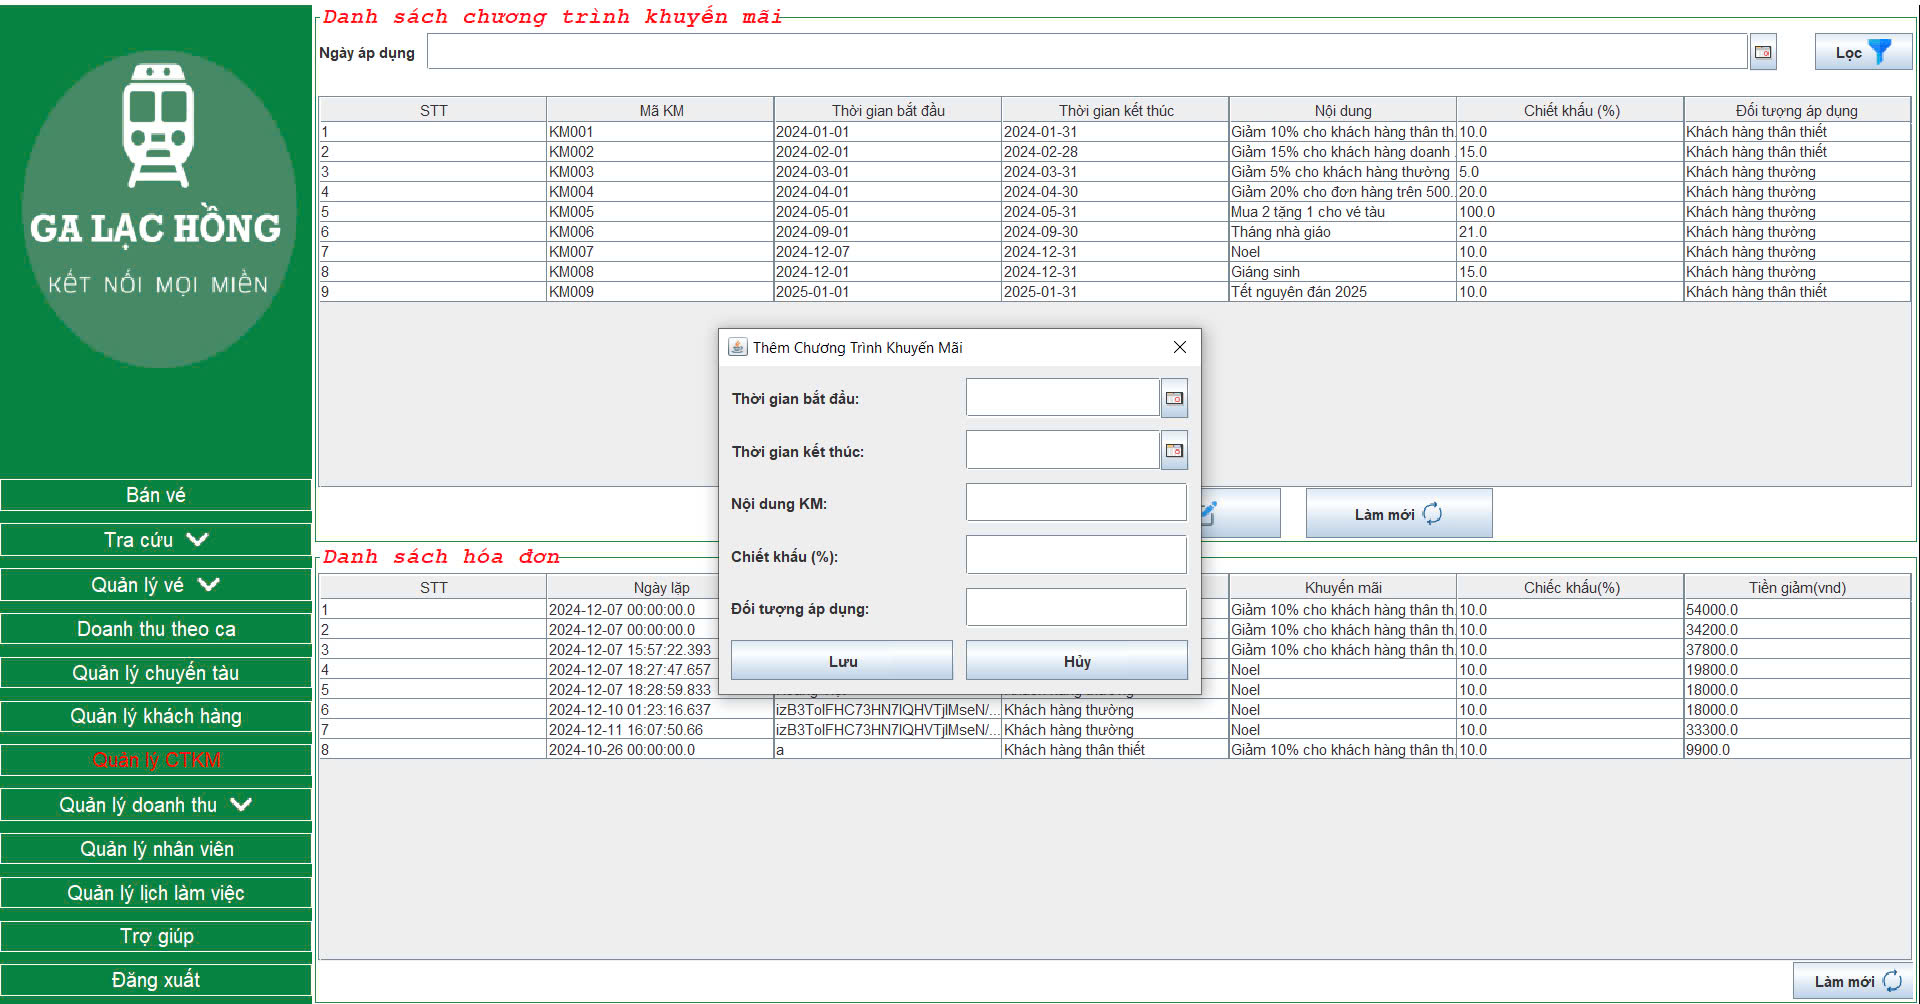 GA LẠC HỒNG
KẾT NỐI MỌI MIỀN
Bán vé
Tra cứu
Quản lý vé
Doanh thu theo ca
Quản lý chuyến tàu
Quản lý khách hàng
Quản lý CTKM
Quản lý doanh thu
Quản lý nhân viên
Quản lý lịch làm việc
Trợ giúp
Đăng xuất
Danh sách chương trình khuyến mãi
Ngày áp dụng Lọc
STT Mã KM Thời gian bắt đầu Thời gian kết thúc Nội dung Chiết khấu (%) Đối tượng áp dụng
1 KM001 2024-01-01 2024-01-31 Giảm 10% cho khách hàng thân th... 10.0 Khách hàng thân thiết
2 KM002 2024-02-01 2024-02-28 Giảm 15% cho khách hàng doanh ... 15.0 Khách hàng thân thiết
3 KM003 2024-03-01 2024-03-31 Giảm 5% cho khách hàng thường 5.0 Khách hàng thường
4 KM004 2024-04-01 2024-04-30 Giảm 20% cho đơn hàng trên 500... 20.0 Khách hàng thường
5 KM005 2024-05-01 2024-05-31 Mua 2 tặng 1 cho vé tàu 100.0 Khách hàng thường
6 KM006 2024-09-01 2024-09-30 Tháng nhà giáo 21.0 Khách hàng thường
7 KM007 2024-12-07 2024-12-31 Noel 10.0 Khách hàng thường
8 KM008 2024-12-01 2024-12-31 Giáng sinh 15.0 Khách hàng thường
9 KM009 2025-01-01 2025-01-31 Tết nguyên đán 2025 10.0 Khách hàng thân thiết
Thêm Chương Trình Khuyến Mãi
Thời gian bắt đầu:
Thời gian kết thúc:
Nội dung KM:
Chiết khấu (%):
Đối tượng áp dụng:
Lưu Hủy
Làm mới
Danh sách hóa đơn
STT Ngày lặp Khuyến mãi Chiếc khấu(%) Tiền giảm(vnd)
1 2024-12-07 00:00:00.0 Giảm 10% cho khách hàng thân th... 10.0 54000.0
2 2024-12-07 00:00:00.0 Giảm 10% cho khách hàng thân th... 10.0 34200.0
3 2024-12-07 15:57:22.393 Giảm 10% cho khách hàng thân th... 10.0 37800.0
4 2024-12-07 18:27:47.657 Noel 10.0 19800.0
5 2024-12-07 18:28:59.833 Khách hàng thường Noel 10.0 18000.0
6 2024-12-10 01:23:16.637 izB3TolFHC73HN7lQHVTjlMseN/... Khách hàng thường Noel 10.0 18000.0
7 2024-12-11 16:07:50.66 izB3TolFHC73HN7lQHVTjlMseN/... Khách hàng thường Noel 10.0 33300.0
8 2024-10-26 00:00:00.0 a Khách hàng thân thiết Giảm 10% cho khách hàng thân th... 10.0 9900.0
Làm mới